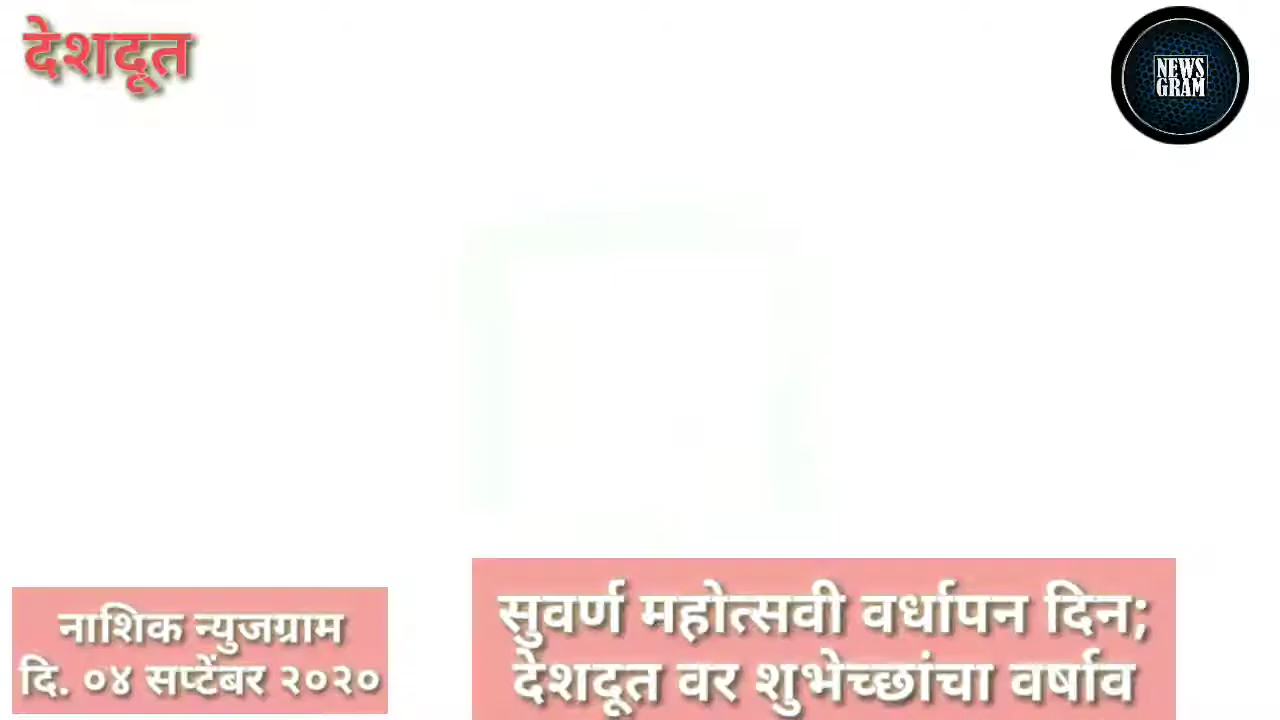 देशदूत
NEWS
GRAM
नाशिक न्युजग्राम
दि. ०४ सप्टेंबर २०२०
सुवर्ण महोत्सवी वर्धापन दिन;
देशदूत वर शुभेच्छांचा वर्षाव